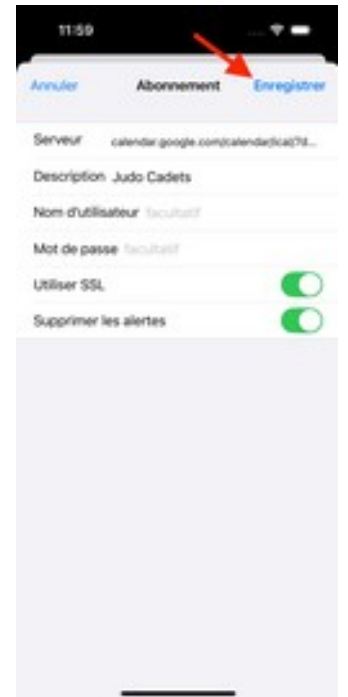 11:59
Annuler Abonnement Enregistrer
Serveur calendar.google.com/calendar/ical/7d...
Description Judo Cadets
Nom d'utilisateur facultatif
Mot de passe facultatif
Utiliser SSL
Supprimer les alertes